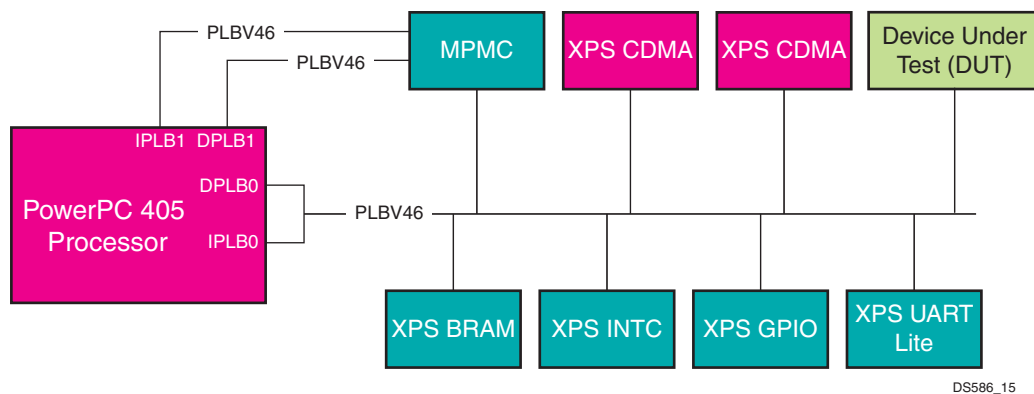 PLBV46
PLBV46
MPMC
XPS CDMA
XPS CDMA
Device Under
Test (DUT)
IPLB1 DPLB1
DPLB0
PowerPC 405
Processor
IPLB0
PLBV46
XPS BRAM
XPS INTC
XPS GPIO
XPS UART
Lite
DS586_15